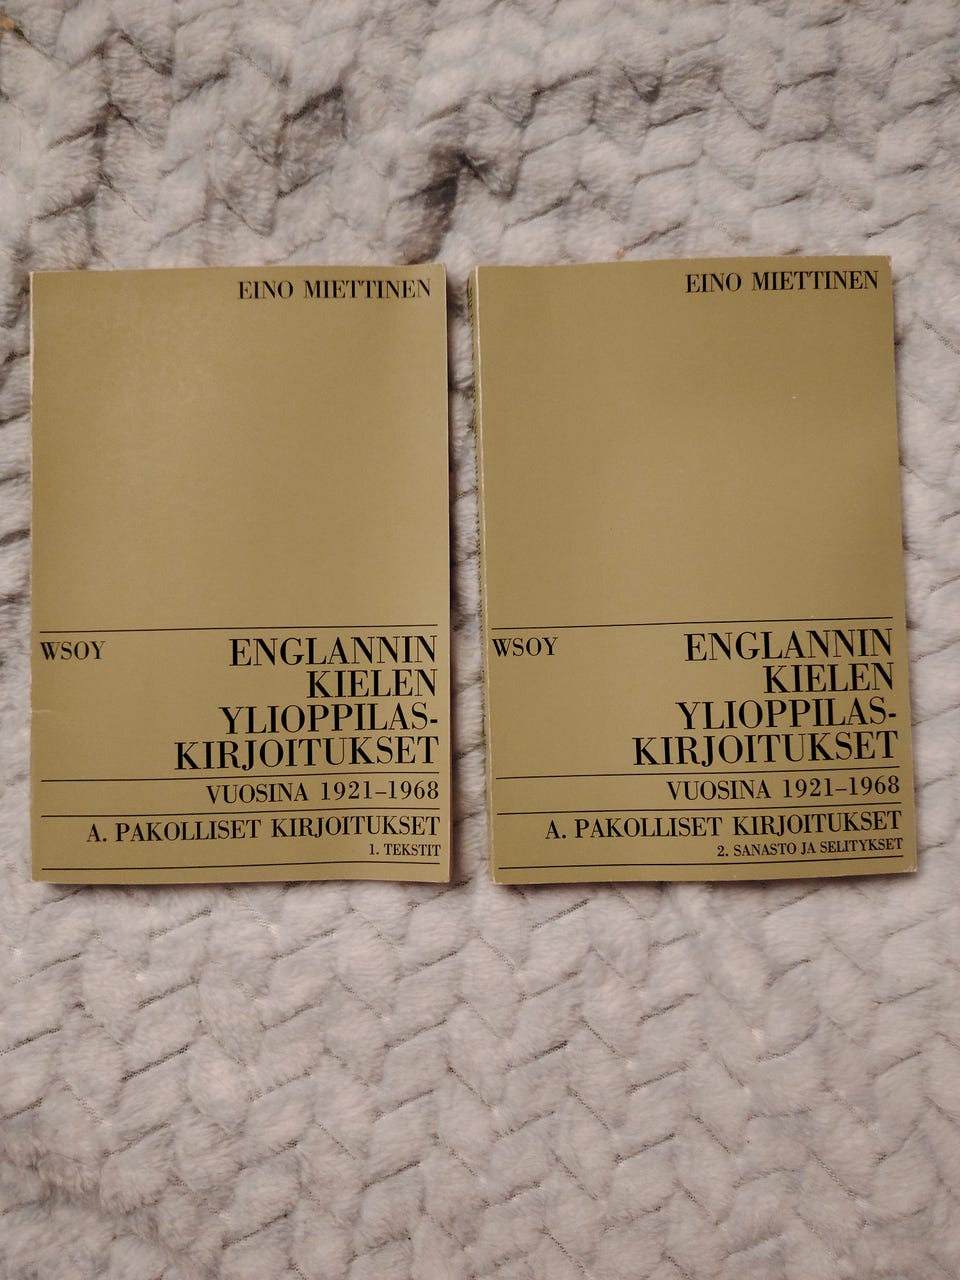 EINO MIETTINEN
WSOY
ENGLANNIN
KIELEN
YLIOPPILAS-
KIRJOITUKSET
VUOSINA 1921–1968
A. PAKOLLISET KIRJOITUKSET
1. TEKSTIT
EINO MIETTINEN
WSOY
ENGLANNIN
KIELEN
YLIOPPILAS-
KIRJOITUKSET
VUOSINA 1921–1968
A. PAKOLLISET KIRJOITUKSET
2. SANASTO JA SELITYKSET